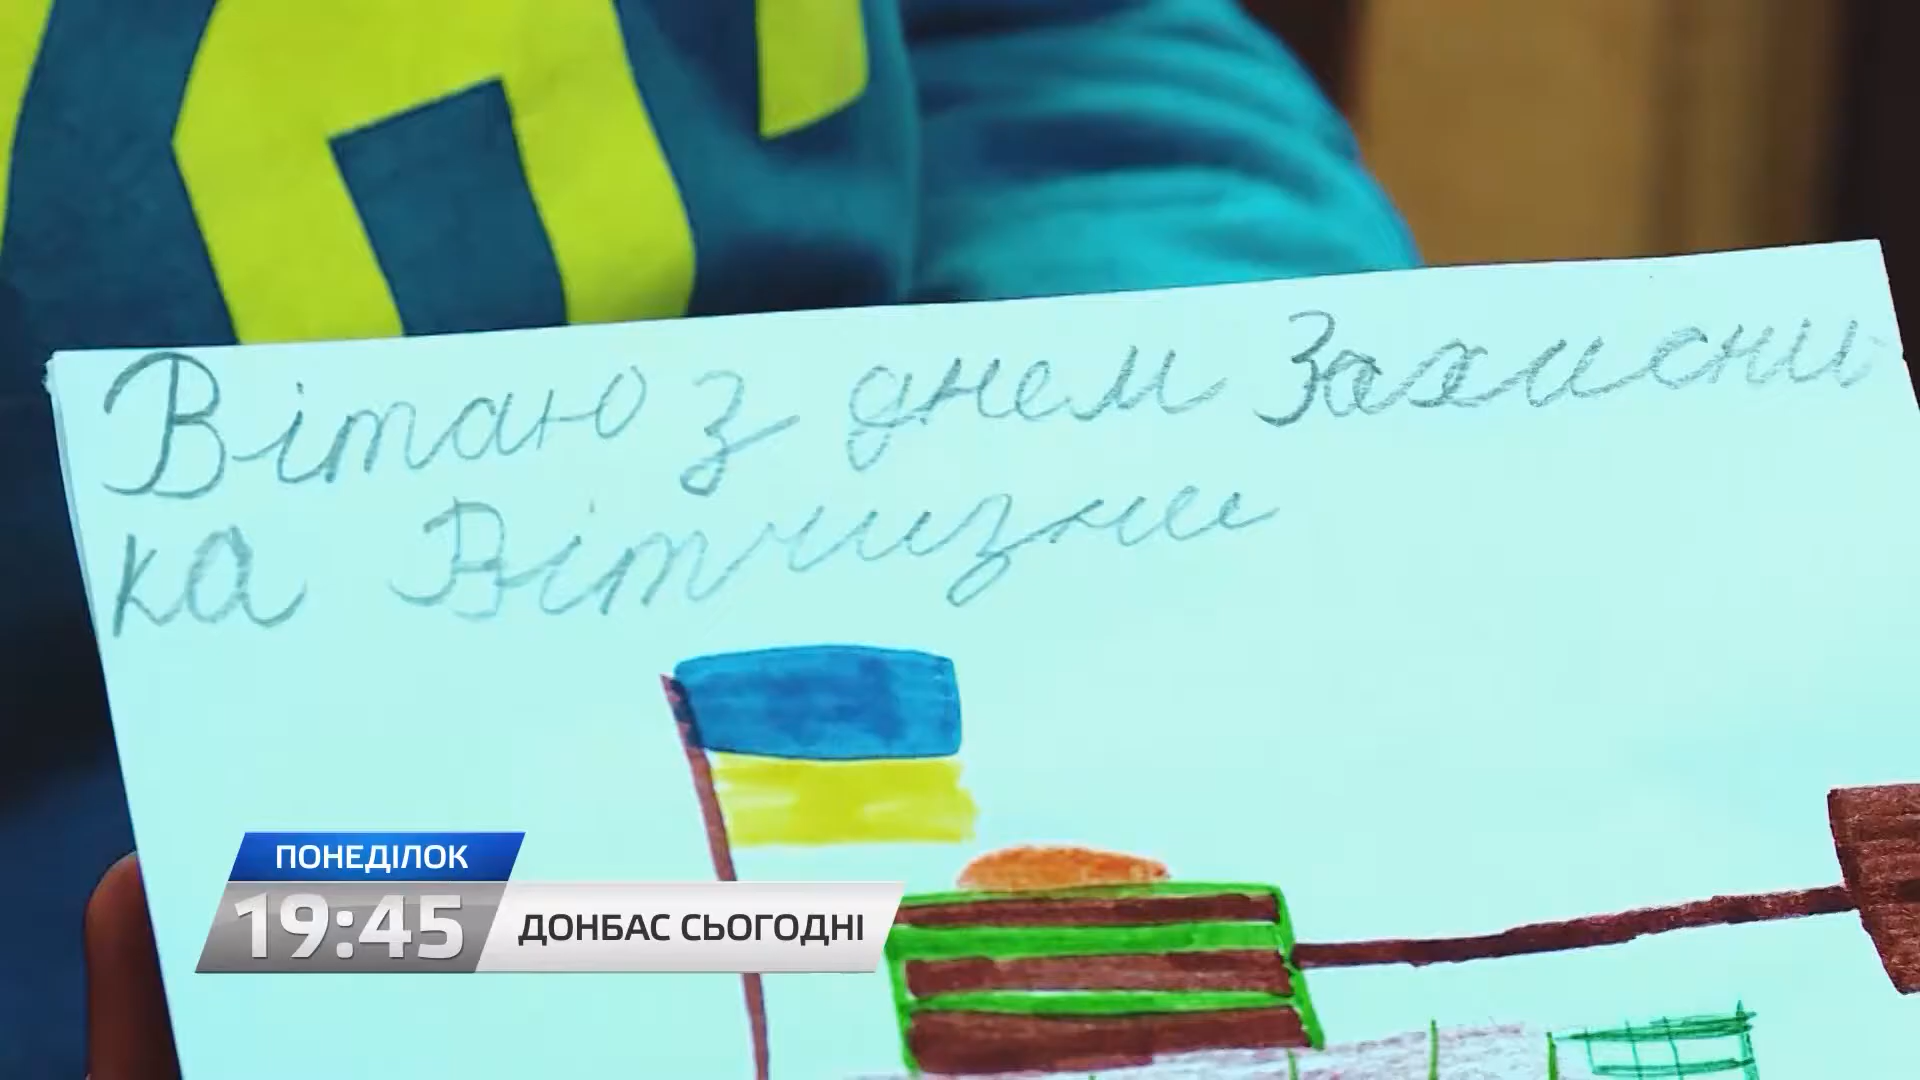 Вітаю з днем Захисни
ка Вітчизни
ПОНЕДІЛОК
19:45
ДОНБАС СЬОГОДНІ